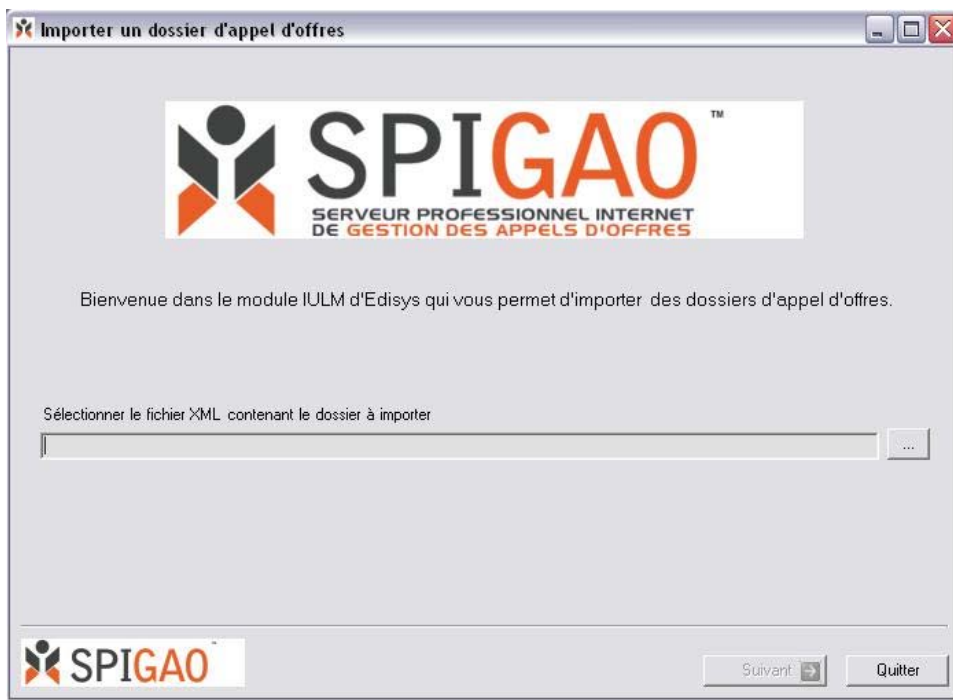 Importer un dossier d'appel d'offres
SPIGAO™
SERVEUR PROFESSIONNEL INTERNET
DE GESTION DES APPELS D'OFFRES
Bienvenue dans le module IULM d'Edisys qui vous permet d'importer des dossiers d'appel d'offres.
Sélectionner le fichier XML contenant le dossier à importer
...
SPIGAO
Suivant
Quitter